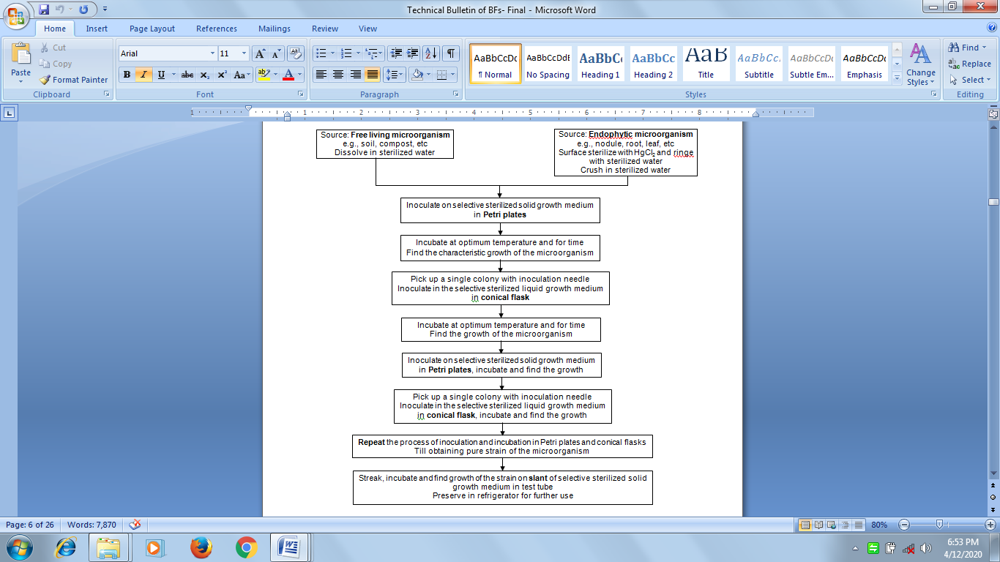 Technical Bulletin of BFs- Final - Microsoft Word
Home Insert Page Layout References Mailings Review View
Paste
Cut
Copy
Format Painter
Clipboard
Arial 11
Font
Paragraph
AaBbCcDc AaBbCcDdE AaBbC AaBbCc AaB AaBbCc. AaBbCcDc AaBbCcDc
¶ Normal No Spacing Heading 1 Heading 2 Title Subtitle Subtle Em... Emphasis
Change Styles
Styles
Find
Replace
Select
Editing
1 1 2 3 4 5 6 7 8
Source: Free living microorganism
e.g., soil, compost, etc
Dissolve in sterilized water
Source: Endophytic microorganism
e.g., nodule, root, leaf, etc
Surface sterilize with HgCl2 and ringe
with sterilized water
Crush in sterilized water
Inoculate on selective sterilized solid growth medium
in Petri plates
Incubate at optimum temperature and for time
Find the characteristic growth of the microorganism
Pick up a single colony with inoculation needle
Inoculate in the selective sterilized liquid growth medium
in conical flask
Incubate at optimum temperature and for time
Find the growth of the microorganism
Inoculate on selective sterilized solid growth medium
in Petri plates, incubate and find the growth
Pick up a single colony with inoculation needle
Inoculate in the selective sterilized liquid growth medium
in conical flask, incubate and find the growth
Repeat the process of inoculation and incubation in Petri plates and conical flasks
Till obtaining pure strain of the microorganism
Streak, incubate and find growth of the strain on slant of selective sterilized solid
growth medium in test tube
Preserve in refrigerator for further use
Page: 6 of 26 Words: 7,870 80%
6:53 PM
4/12/2020